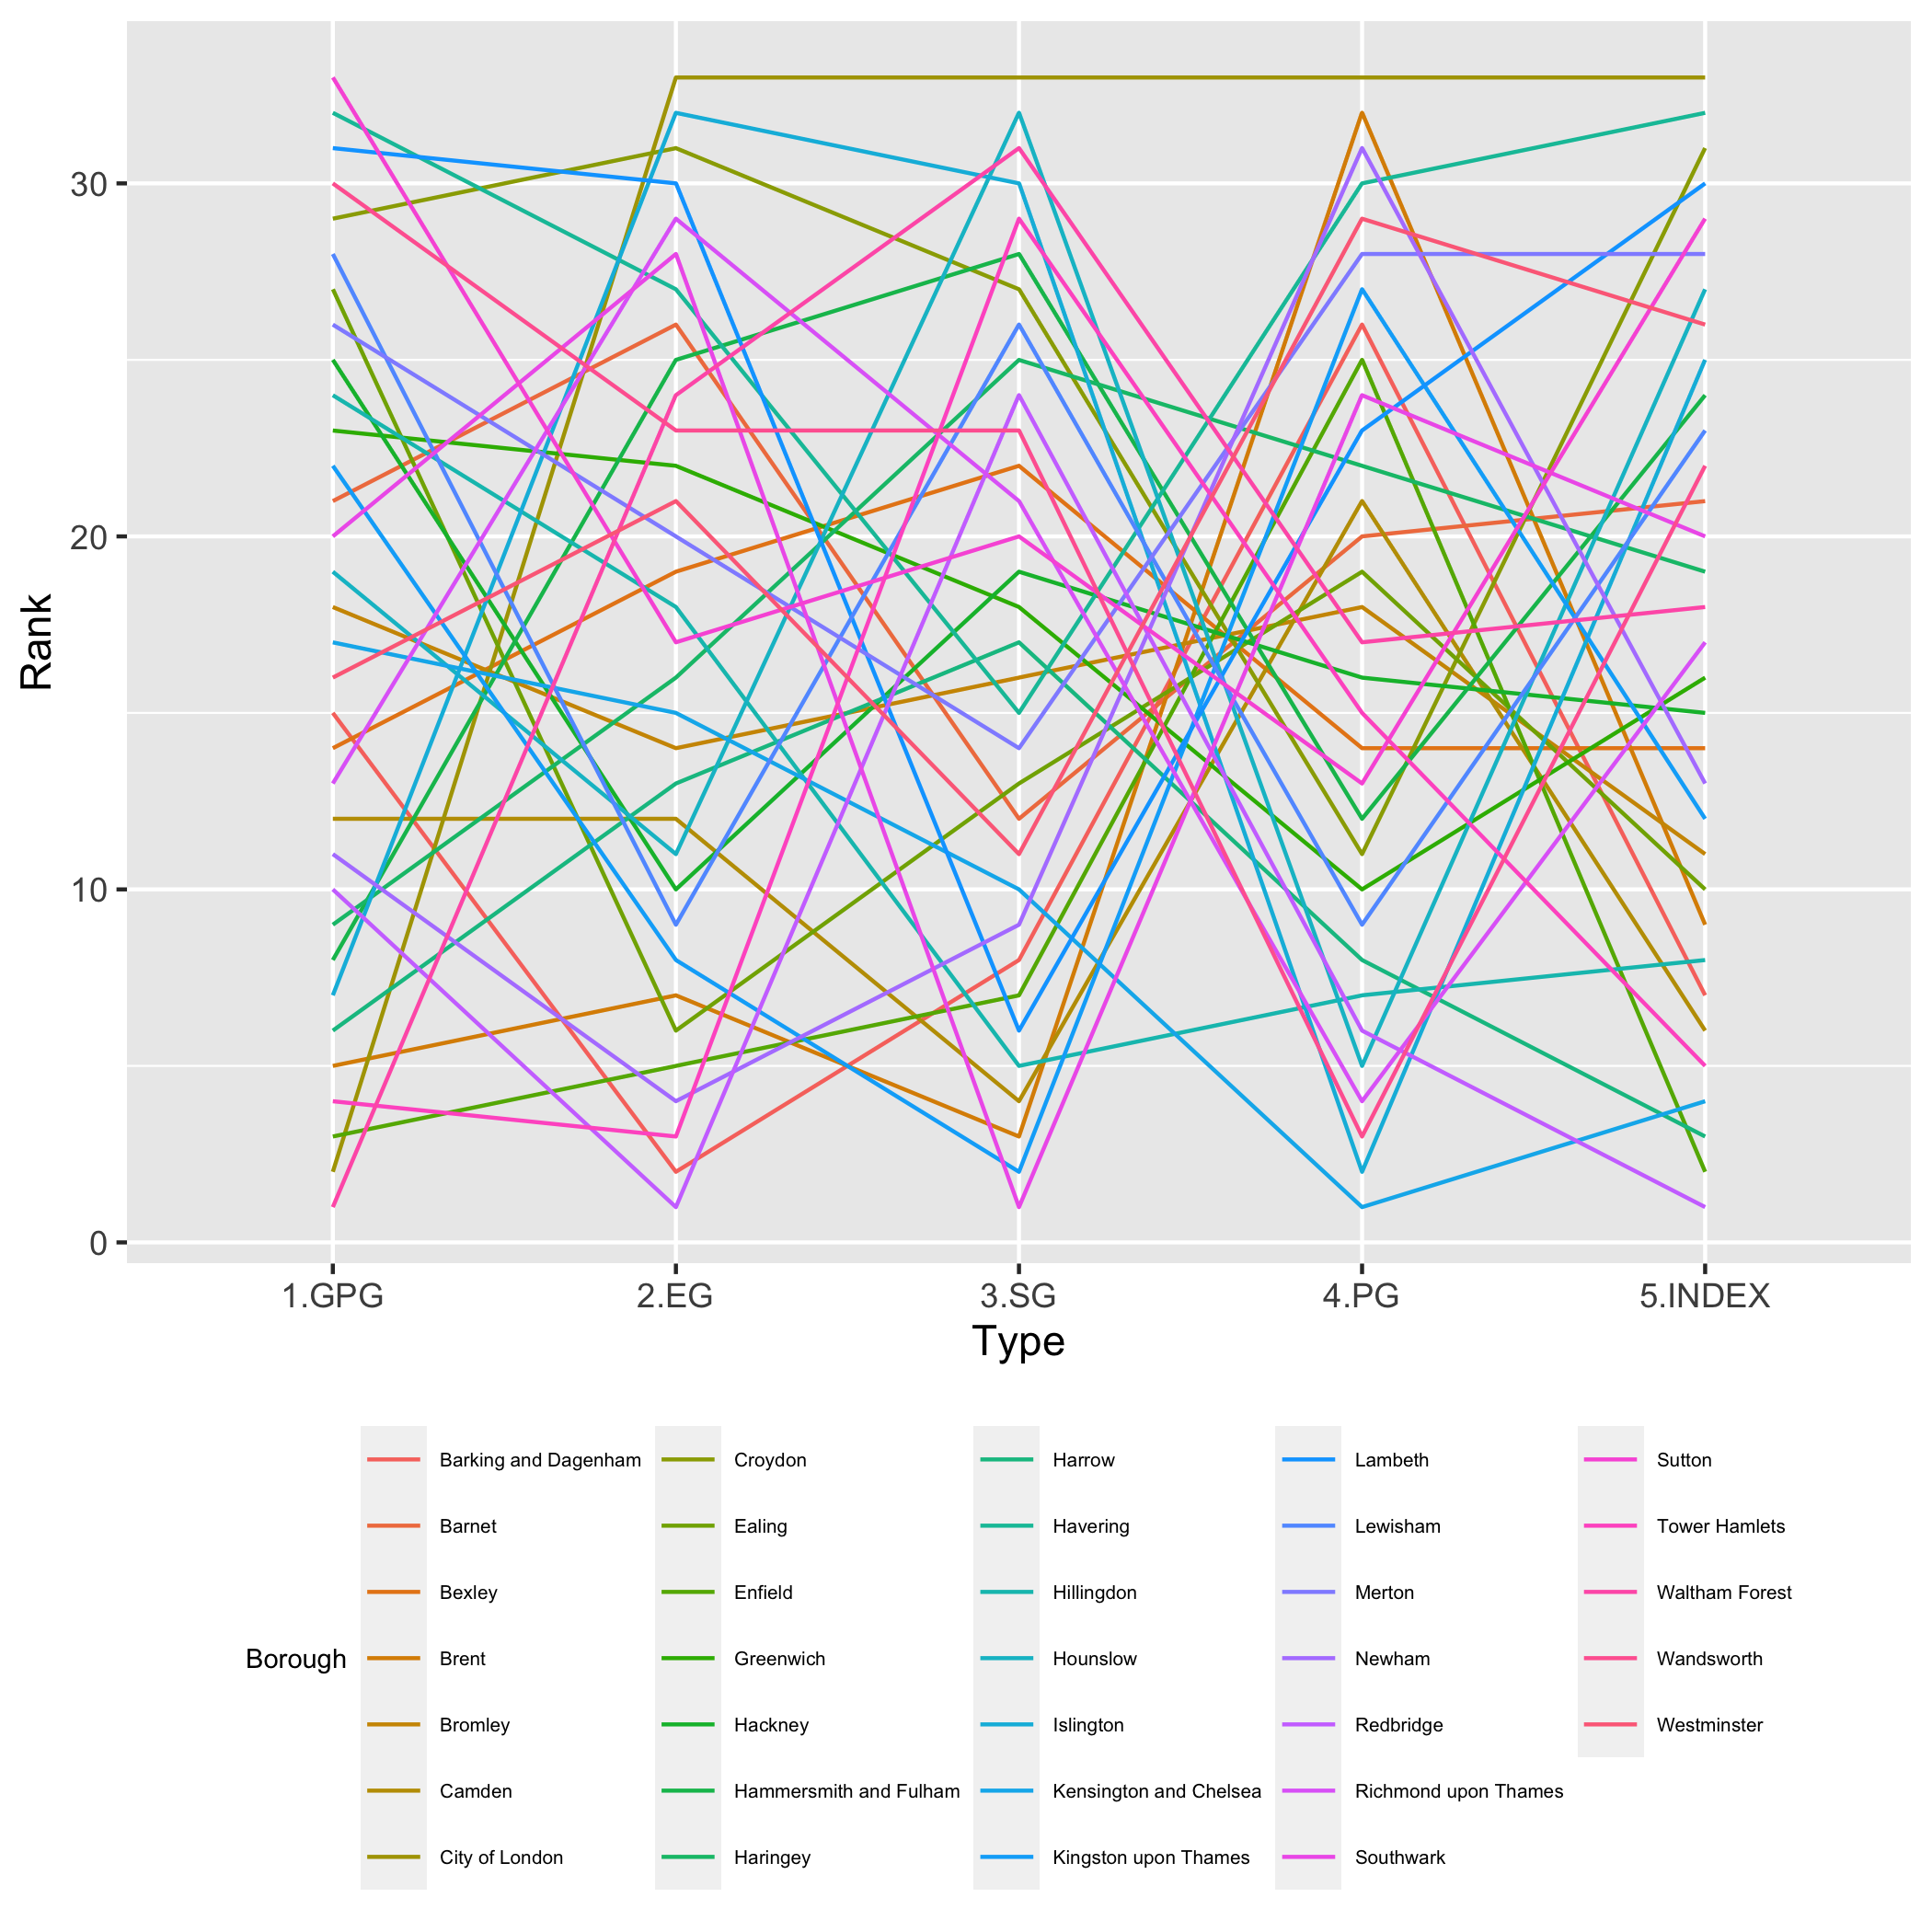 Rank
30
20
10
0
1.GPG 2.EG 3.SG 4.PG 5.INDEX
Type
Borough
Barking and Dagenham
Barnet
Bexley
Brent
Bromley
Camden
City of London
Croydon
Ealing
Enfield
Greenwich
Hackney
Hammersmith and Fulham
Haringey
Harrow
Havering
Hillingdon
Hounslow
Islington
Kensington and Chelsea
Kingston upon Thames
Lambeth
Lewisham
Merton
Newham
Redbridge
Richmond upon Thames
Southwark
Sutton
Tower Hamlets
Waltham Forest
Wandsworth
Westminster